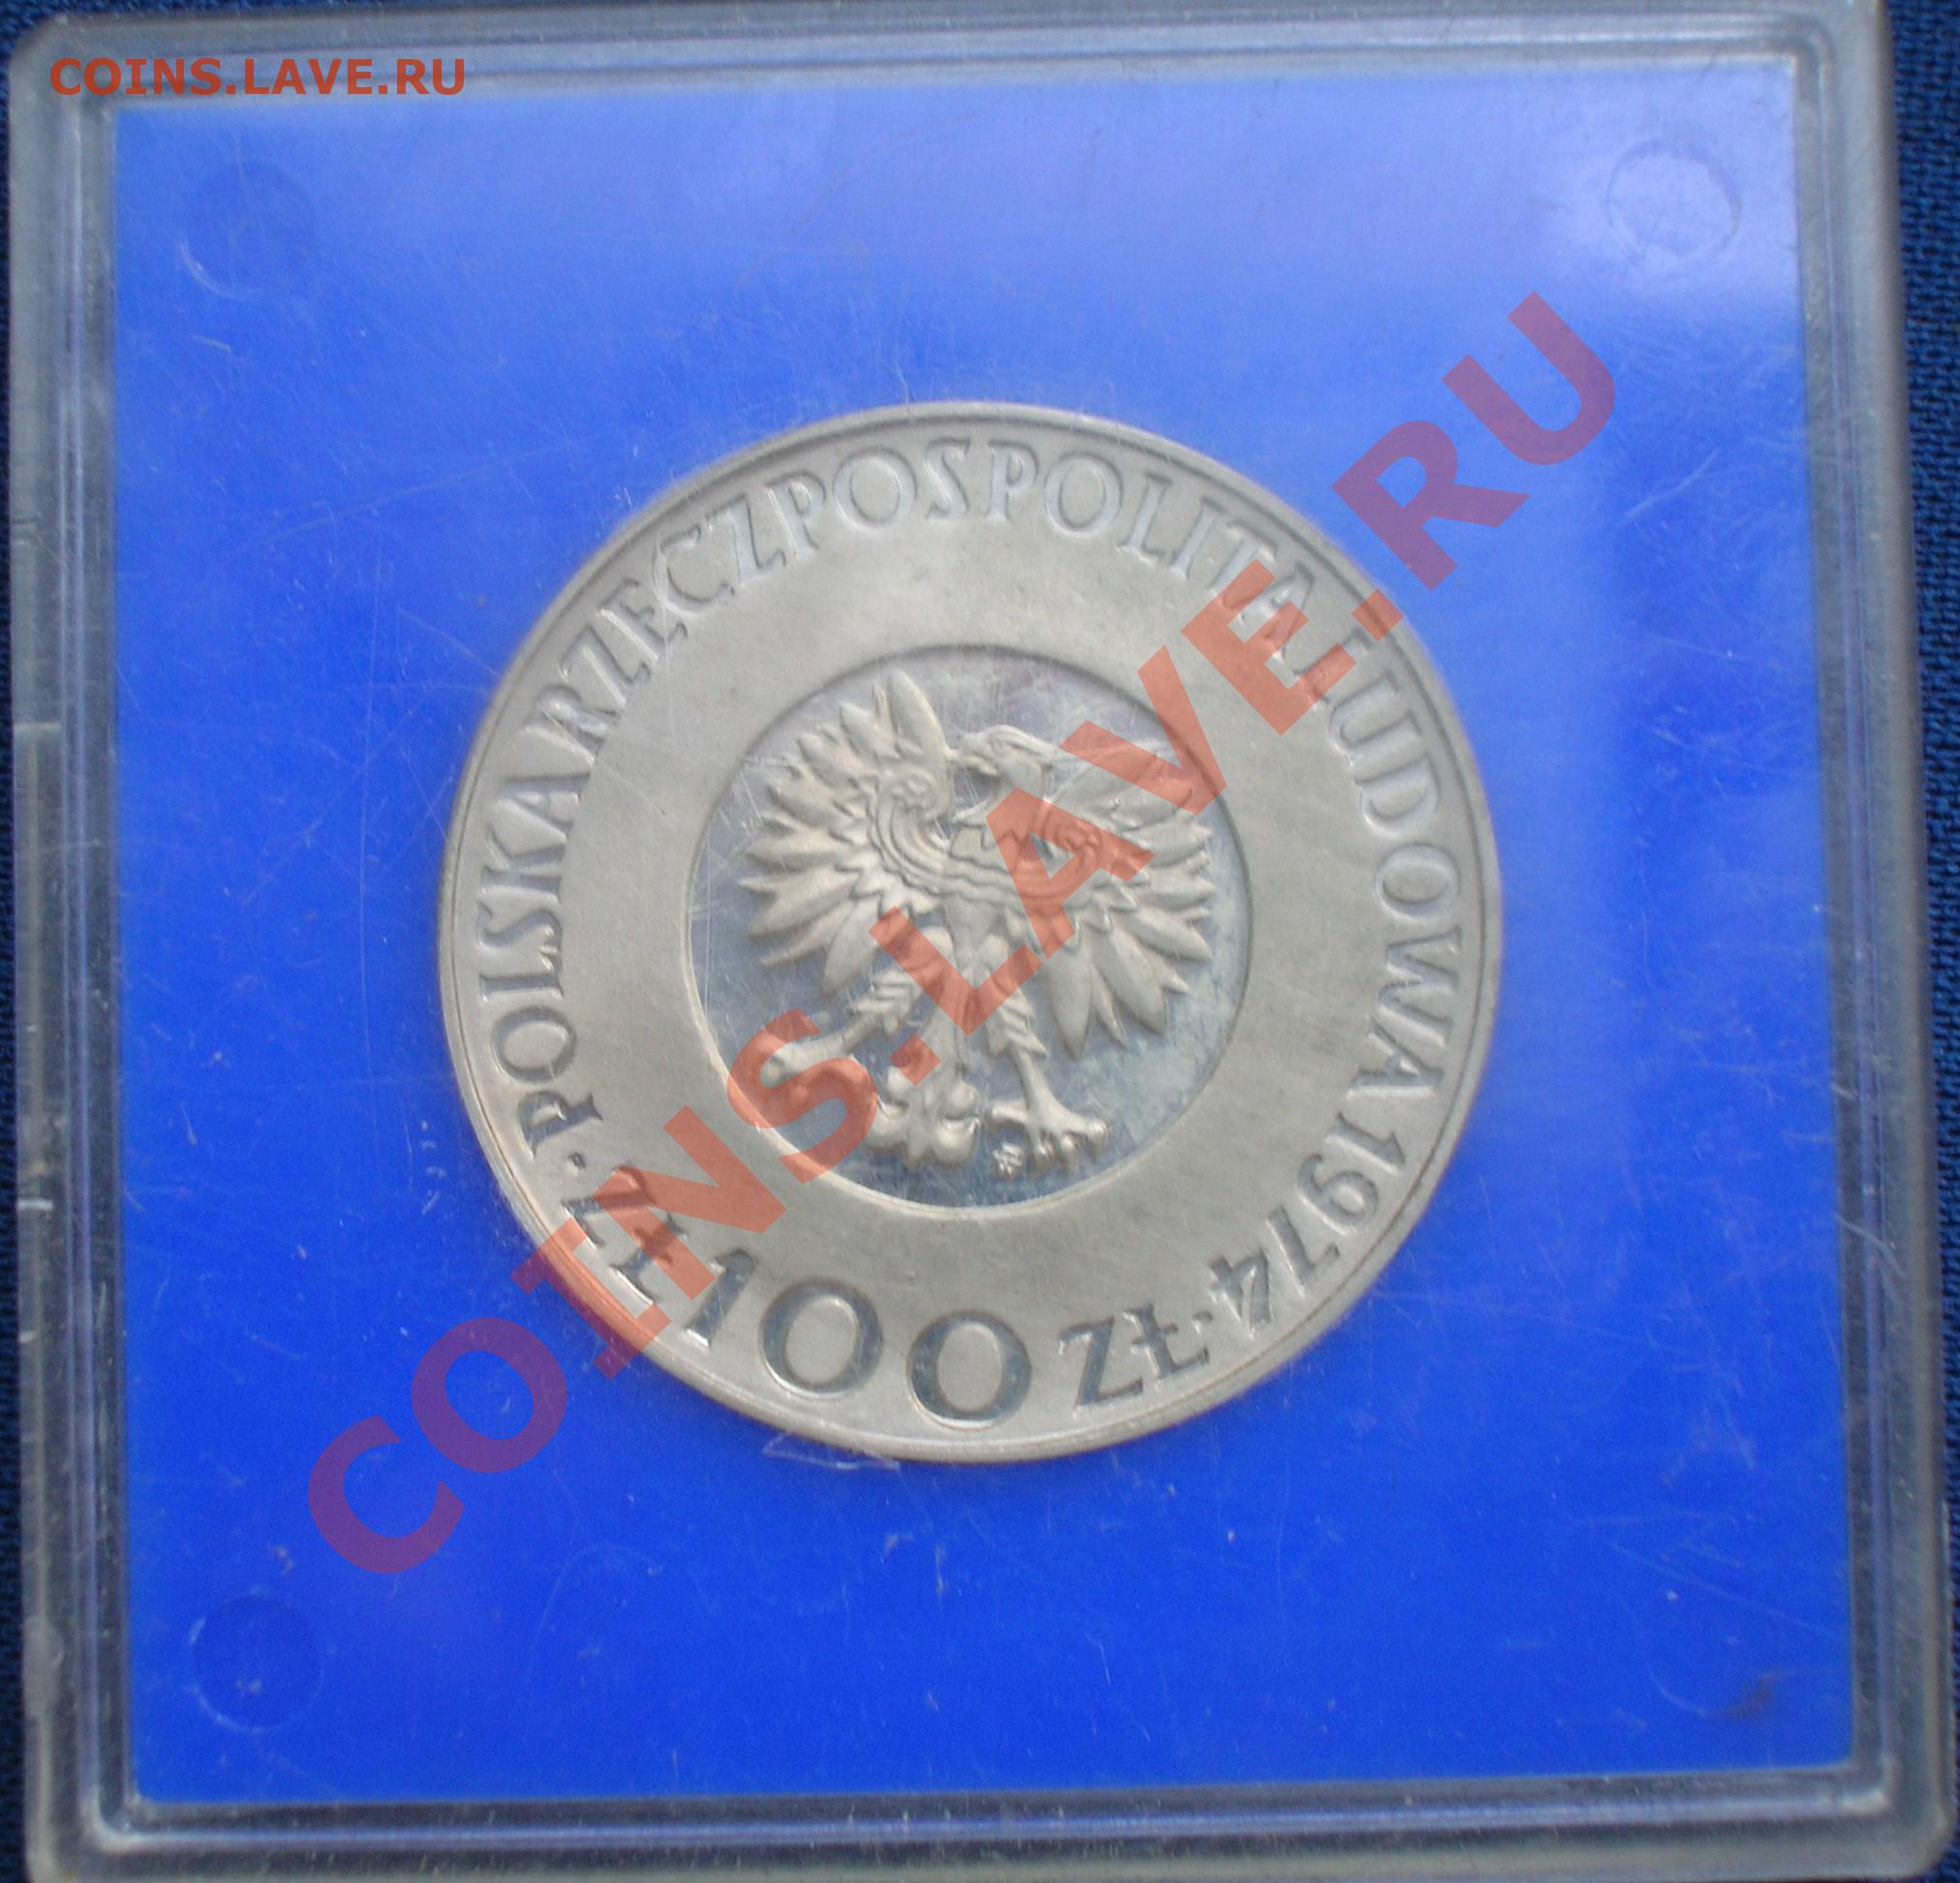 COINS.LAVE.RU
POLSKA RZECZPOSPOLITA LUDOWA 1974
ZŁ 100 ZŁ
COINS.LAVE.RU